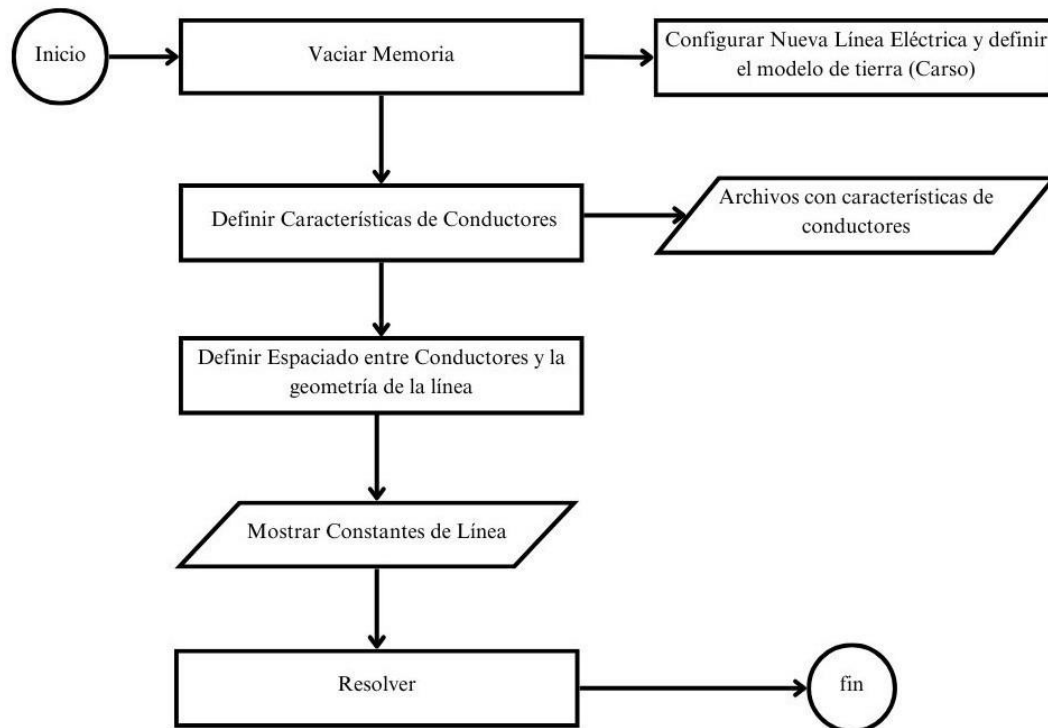 Inicio
Vaciar Memoria
Configurar Nueva Línea Eléctrica y definir
el modelo de tierra (Carso)
Definir Características de Conductores
Archivos con características de
conductores
Definir Espaciado entre Conductores y la
geometría de la línea
Mostrar Constantes de Línea
Resolver
fin